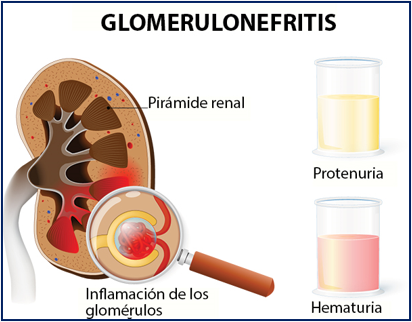 GLOMERULONEFRITIS
Pirámide renal
Protenuria
Inflamación de los
glomérulos
Hematuria